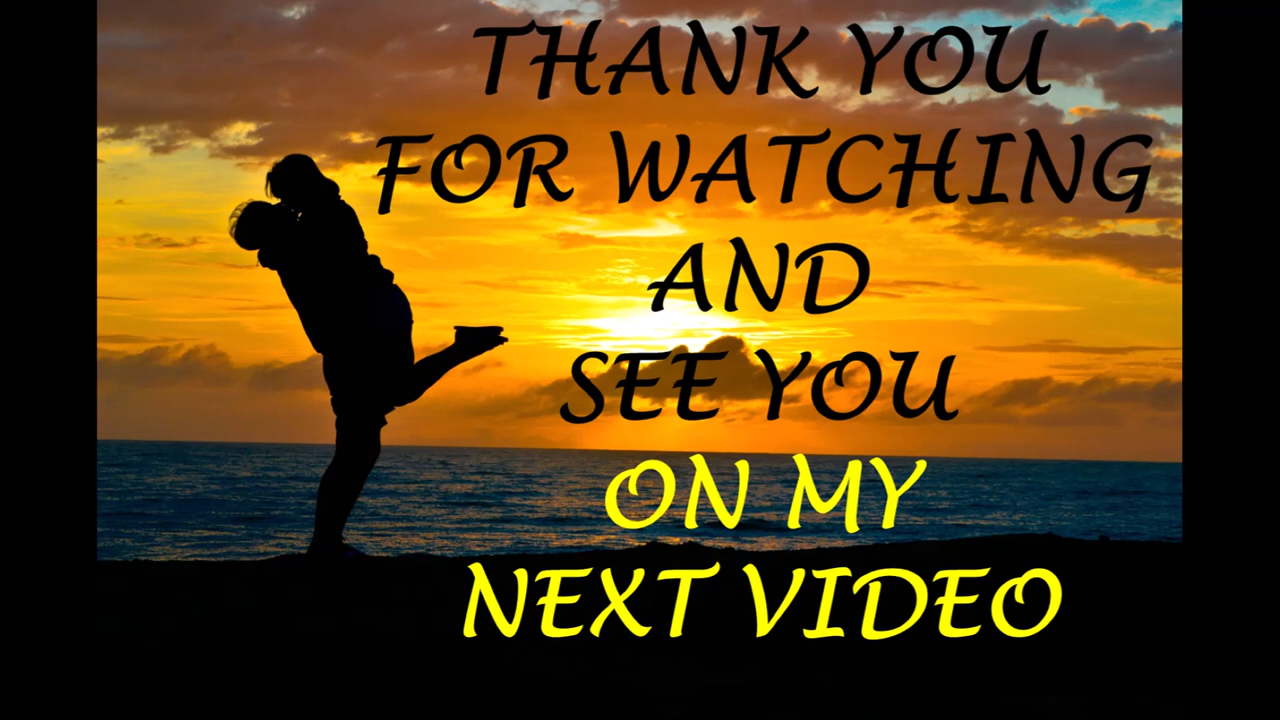 THANK YOU
FOR WATCHING
AND
SEE YOU
ON MY
NEXT VIDEO